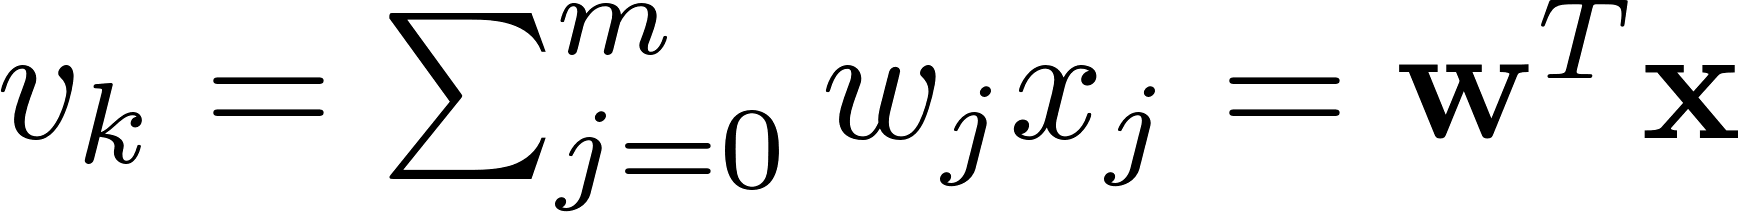 $v_k = \sum_{j=0}^{m} w_j x_j = \mathbf{w}^T \mathbf{x}$